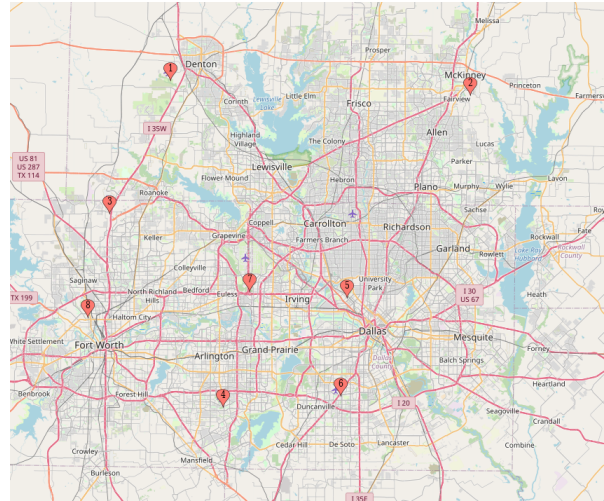 Melissa
Prosper
1
Denton
McKinney
2
Princeton
Farmersv
Fairview
Corinth
Lewisville
Lake
Little Elm
Frisco
I 35W
Highland
Village
The Colony
Allen
Lucas
US 81
US 287
TX 114
Lewisville
Hebron
Parker
Flower Mound
Plano
Murphy
Wylie
Lavon
3
Roanoke
Sachse
Coppell
Carrollton
Richardson
Roy
Keller
Grapevine
Farmers Branch
Garland
Rockwall
Fate
Rowlett
Lake Ray
Hubbard
Rockwall
County
Colleyville
Saginaw
7
5
University
Park
I 30
US 67
Heath
TX 199
North Richland
Hills
Bedford
Euless
Irving
8
Haltom City
Dallas
White Settlement
Fort Worth
Mesquite
Arlington
Grand Prairie
Dallas
County
Balch Springs
Forney
6
Heartland
Benbrook
Forest Hill
4
Duncanville
I 20
Seagoville
Crandall
Crowley
Cedar Hill
De Soto
Lancaster
Combine
Mansfield
Burleson
I 35E